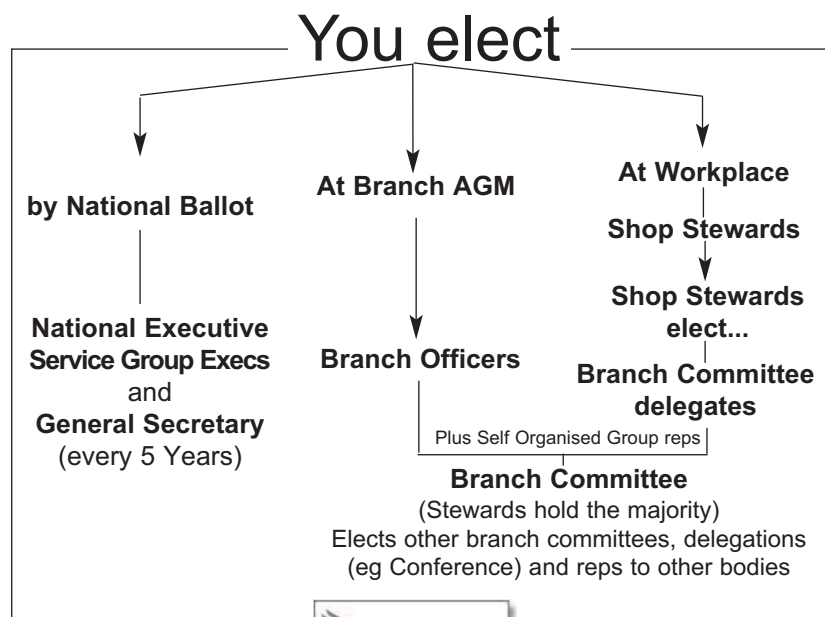 You elect
by National Ballot
National Executive
Service Group Execs
and
General Secretary
(every 5 Years)
At Branch AGM
Branch Officers
At Workplace
Shop Stewards
Shop Stewards
elect...
Branch Committee
delegates
Plus Self Organised Group reps
Branch Committee
(Stewards hold the majority)
Elects other branch committees, delegations
(eg Conference) and reps to other bodies